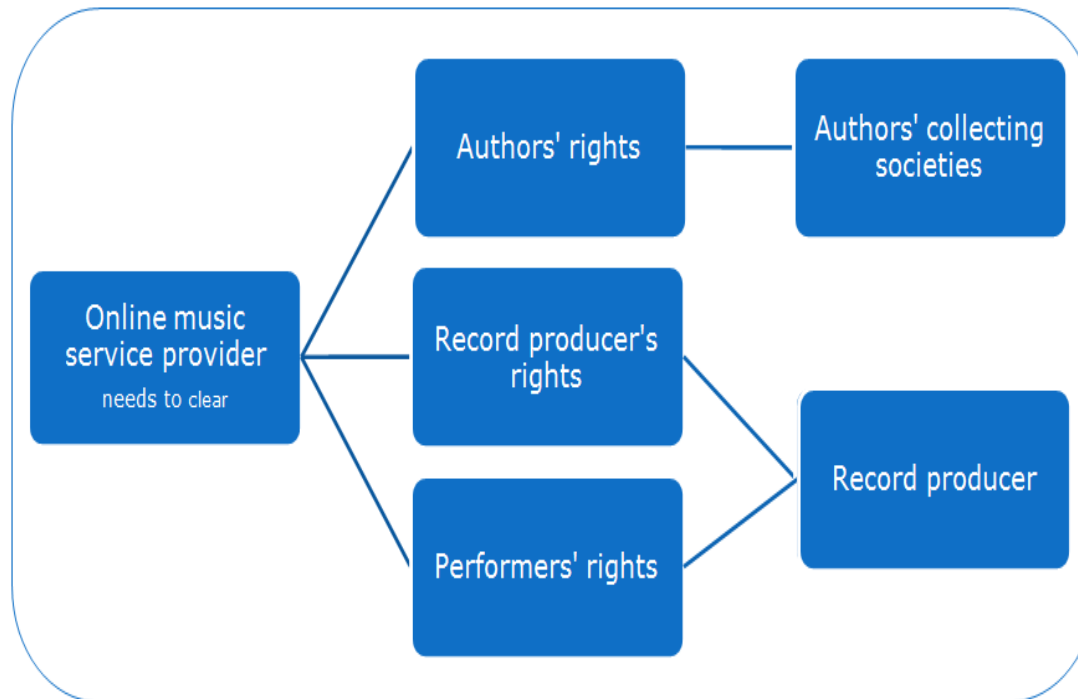 Online music
service provider
needs to clear
Authors' rights
Record producer's
rights
Performers' rights
Authors' collecting
societies
Record producer